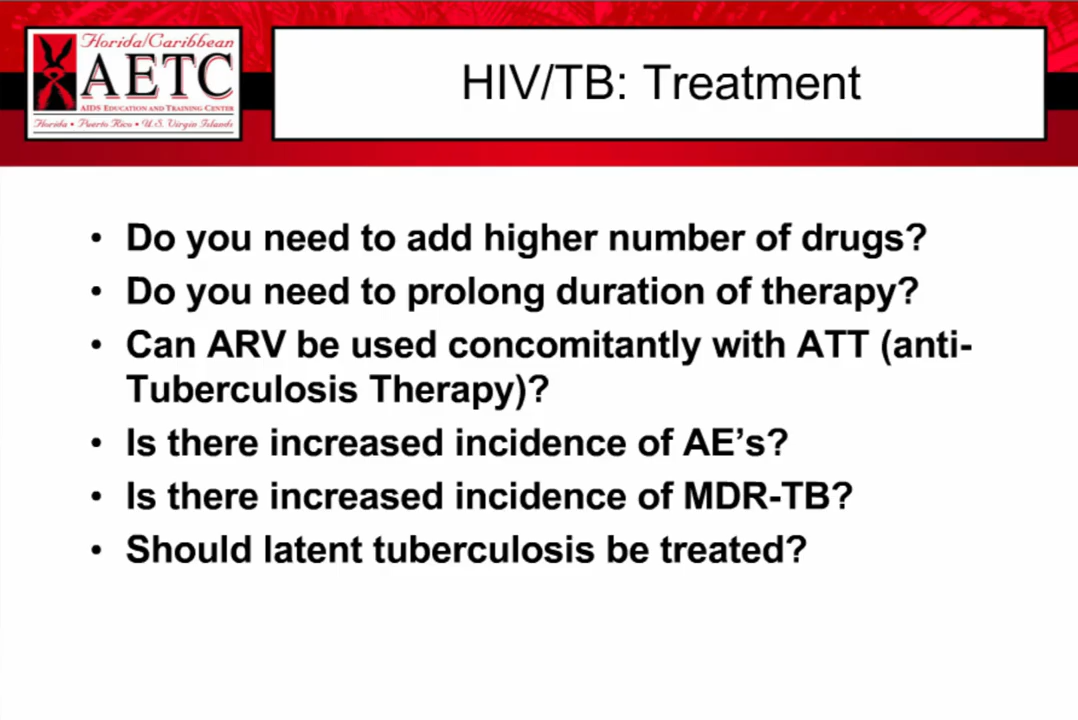 Florida/Caribbean
AETC
AIDS EDUCATION AND TRAINING CENTER
Florida • Puerto Rico • U.S. Virgin Islands
HIV/TB: Treatment
• Do you need to add higher number of drugs?
• Do you need to prolong duration of therapy?
• Can ARV be used concomitantly with ATT (anti-
Tuberculosis Therapy)?
• Is there increased incidence of AE's?
• Is there increased incidence of MDR-TB?
• Should latent tuberculosis be treated?